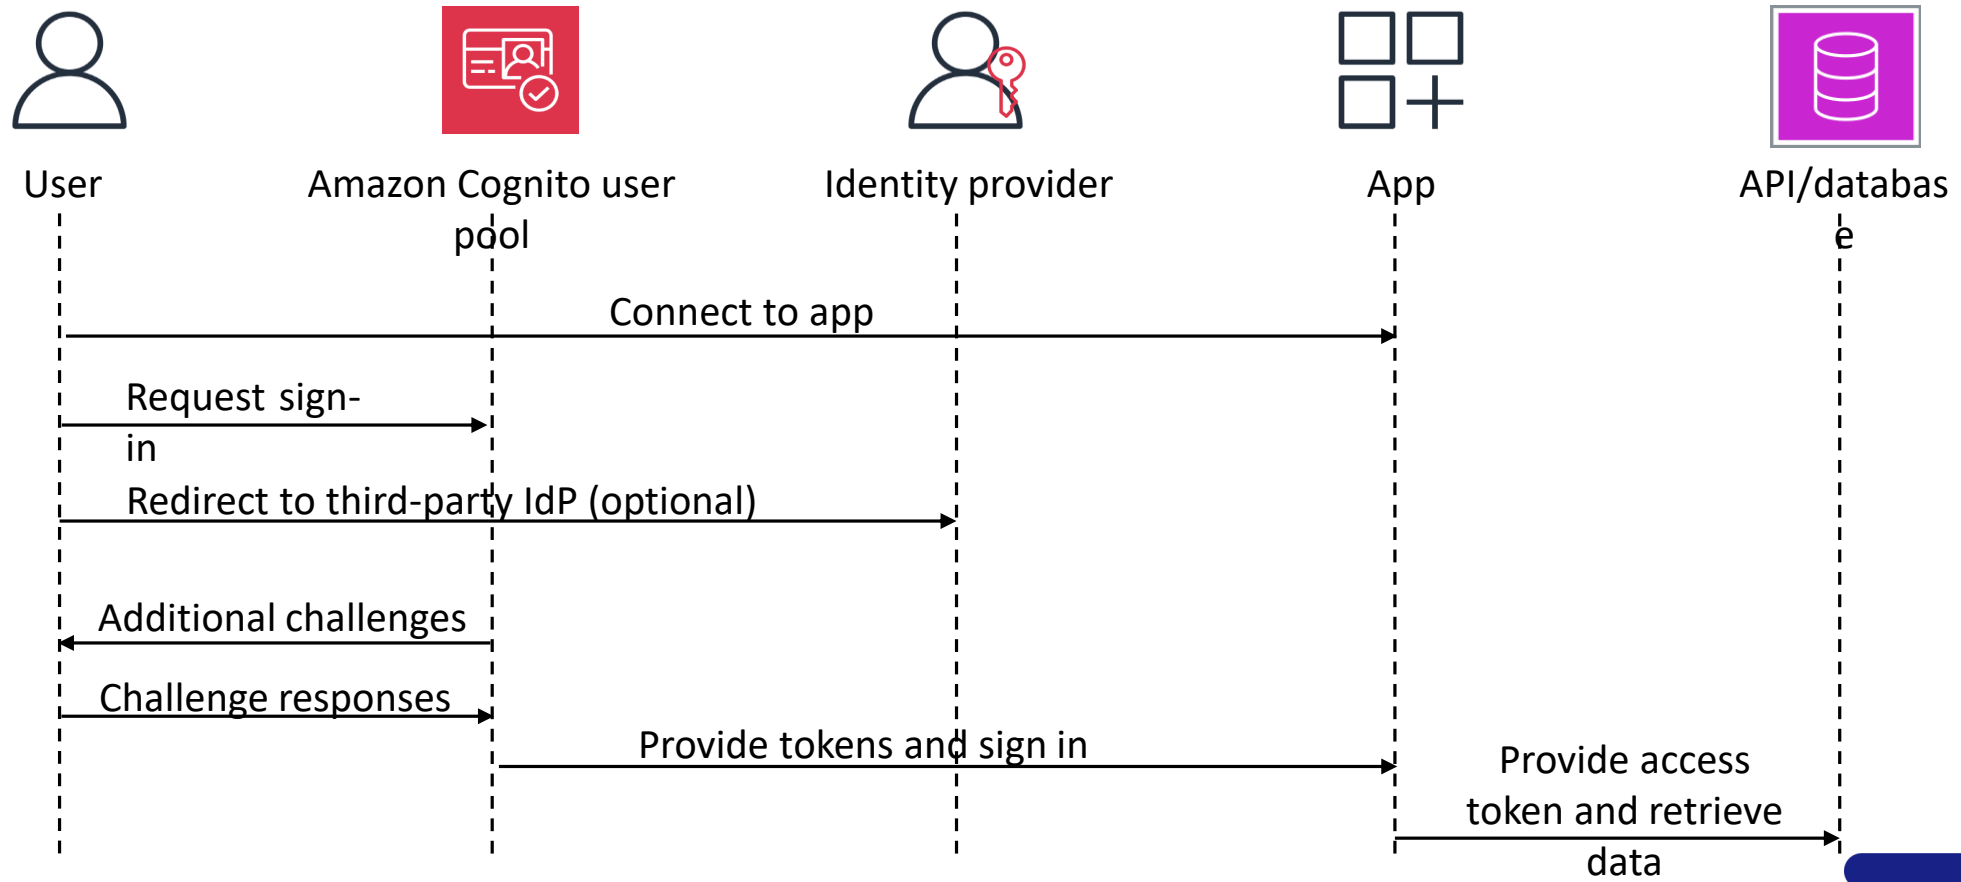 User
Amazon Cognito user
pool
Identity provider
App
API/databas
e
Connect to app
Request sign-
in
Redirect to third-party IdP (optional)
Additional challenges
Challenge responses
Provide tokens and sign in
Provide access
token and retrieve
data